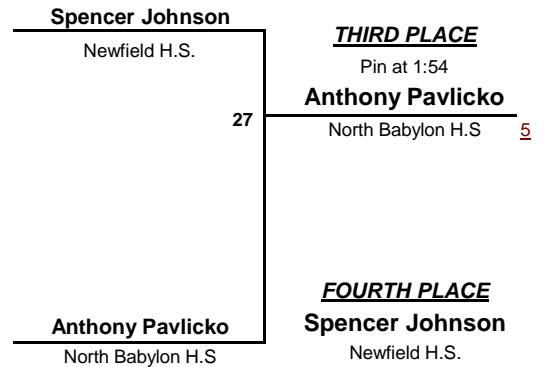 Spencer Johnson
Newfield H.S.
THIRD PLACE
Pin at 1:54
Anthony Pavlicko
27
North Babylon H.S 5
FOURTH PLACE
Spencer Johnson
Newfield H.S.
Anthony Pavlicko
North Babylon H.S